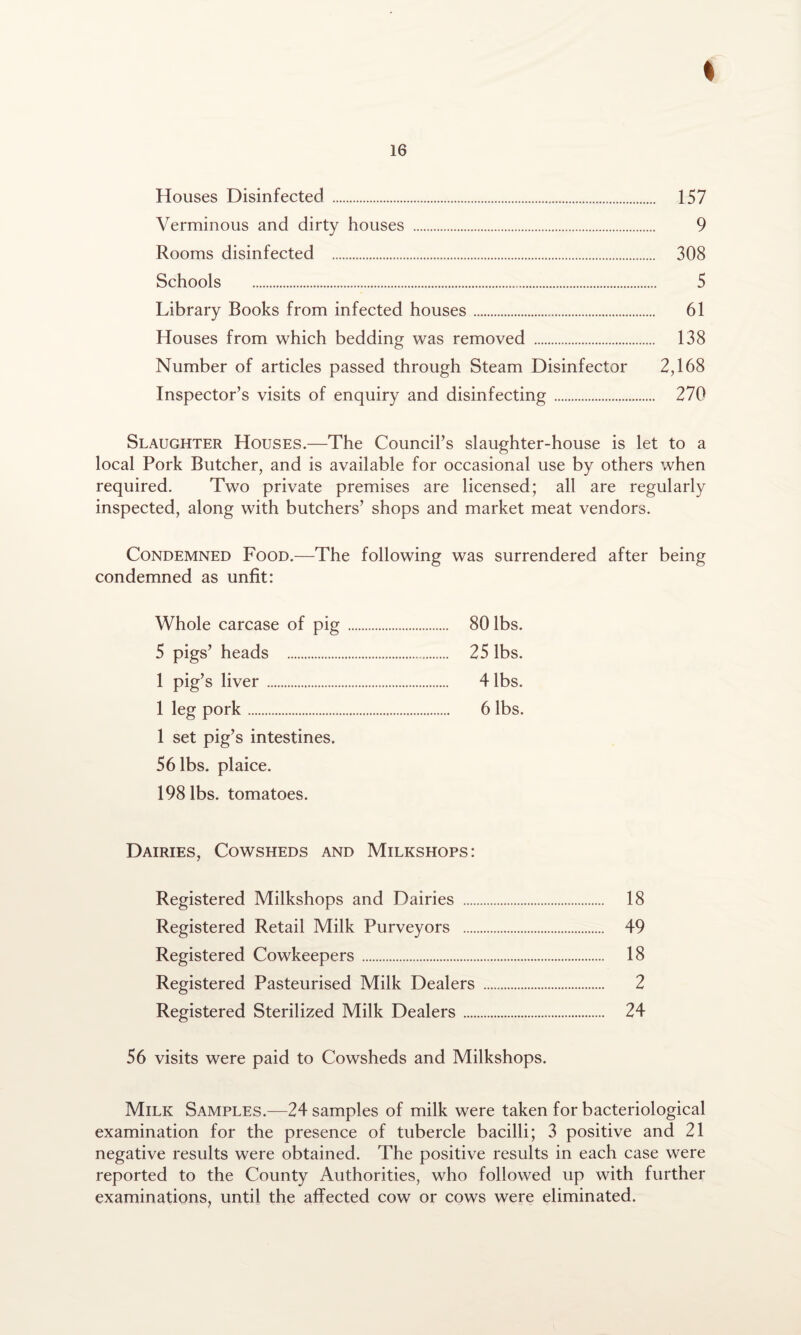 16
Houses Disinfected ........ 157
Verminous and dirty houses ........ 9
Rooms disinfected ........ 308
Schools ........ 5
Library Books from infected houses ........ 61
Houses from which bedding was removed ........ 138
Number of articles passed through Steam Disinfector 2,168
Inspector’s visits of enquiry and disinfecting ........ 270
Slaughter Houses.—The Council’s slaughter-house is let to a
local Pork Butcher, and is available for occasional use by others when
required. Two private premises are licensed; all are regularly
inspected, along with butchers’ shops and market meat vendors.
Condemned Food.—The following was surrendered after being
condemned as unfit:
Whole carcase of pig ........ 80 lbs.
5 pigs’ heads ........ 25 lbs.
1 pig’s liver ........ 4 lbs.
1 leg pork ........ 6 lbs.
1 set pig’s intestines.
56 lbs. plaice.
198 lbs. tomatoes.
Dairies, Cowsheds and Milkshops:
Registered Milkshops and Dairies ........ 18
Registered Retail Milk Purveyors ........ 49
Registered Cowkeepers ........ 18
Registered Pasteurised Milk Dealers ........ 2
Registered Sterilized Milk Dealers ........ 24
56 visits were paid to Cowsheds and Milkshops.
Milk Samples.—24 samples of milk were taken for bacteriological
examination for the presence of tubercle bacilli; 3 positive and 21
negative results were obtained. The positive results in each case were
reported to the County Authorities, who followed up with further
examinations, until the affected cow or cows were eliminated.